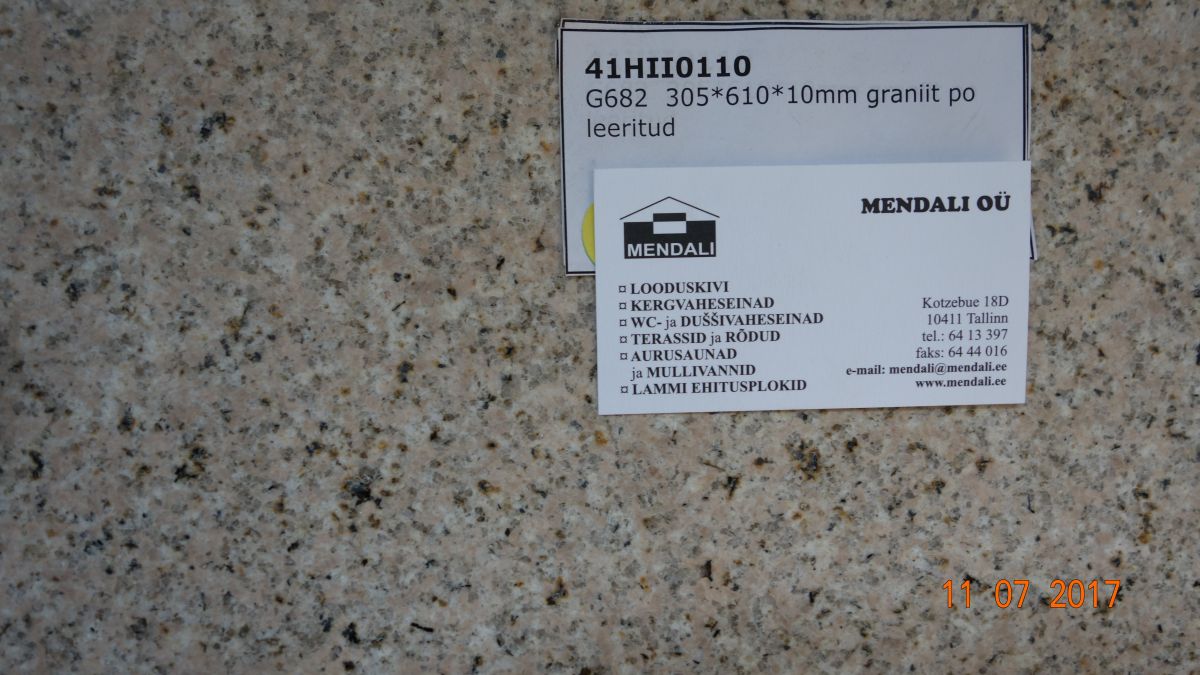 41HII0110
G682 305*610*10mm graniit po
leeritud
MENDALI OÜ
MENDALI
¤ LOODUSKIVI
¤ KERGVAHESEINAD
¤ WC- ja DUŠŠIVAHESEINAD
¤ TERASSID ja RÕDUD
¤ AURUSAUNAD
ja MULLIVANNID
¤ LAMMI EHITUSPLOKID
Kotzebue 18D
10411 Tallinn
tel.: 64 13 397
faks: 64 44 016
e-mail: mendali@mendali.ee
www.mendali.ee
11 07 2017